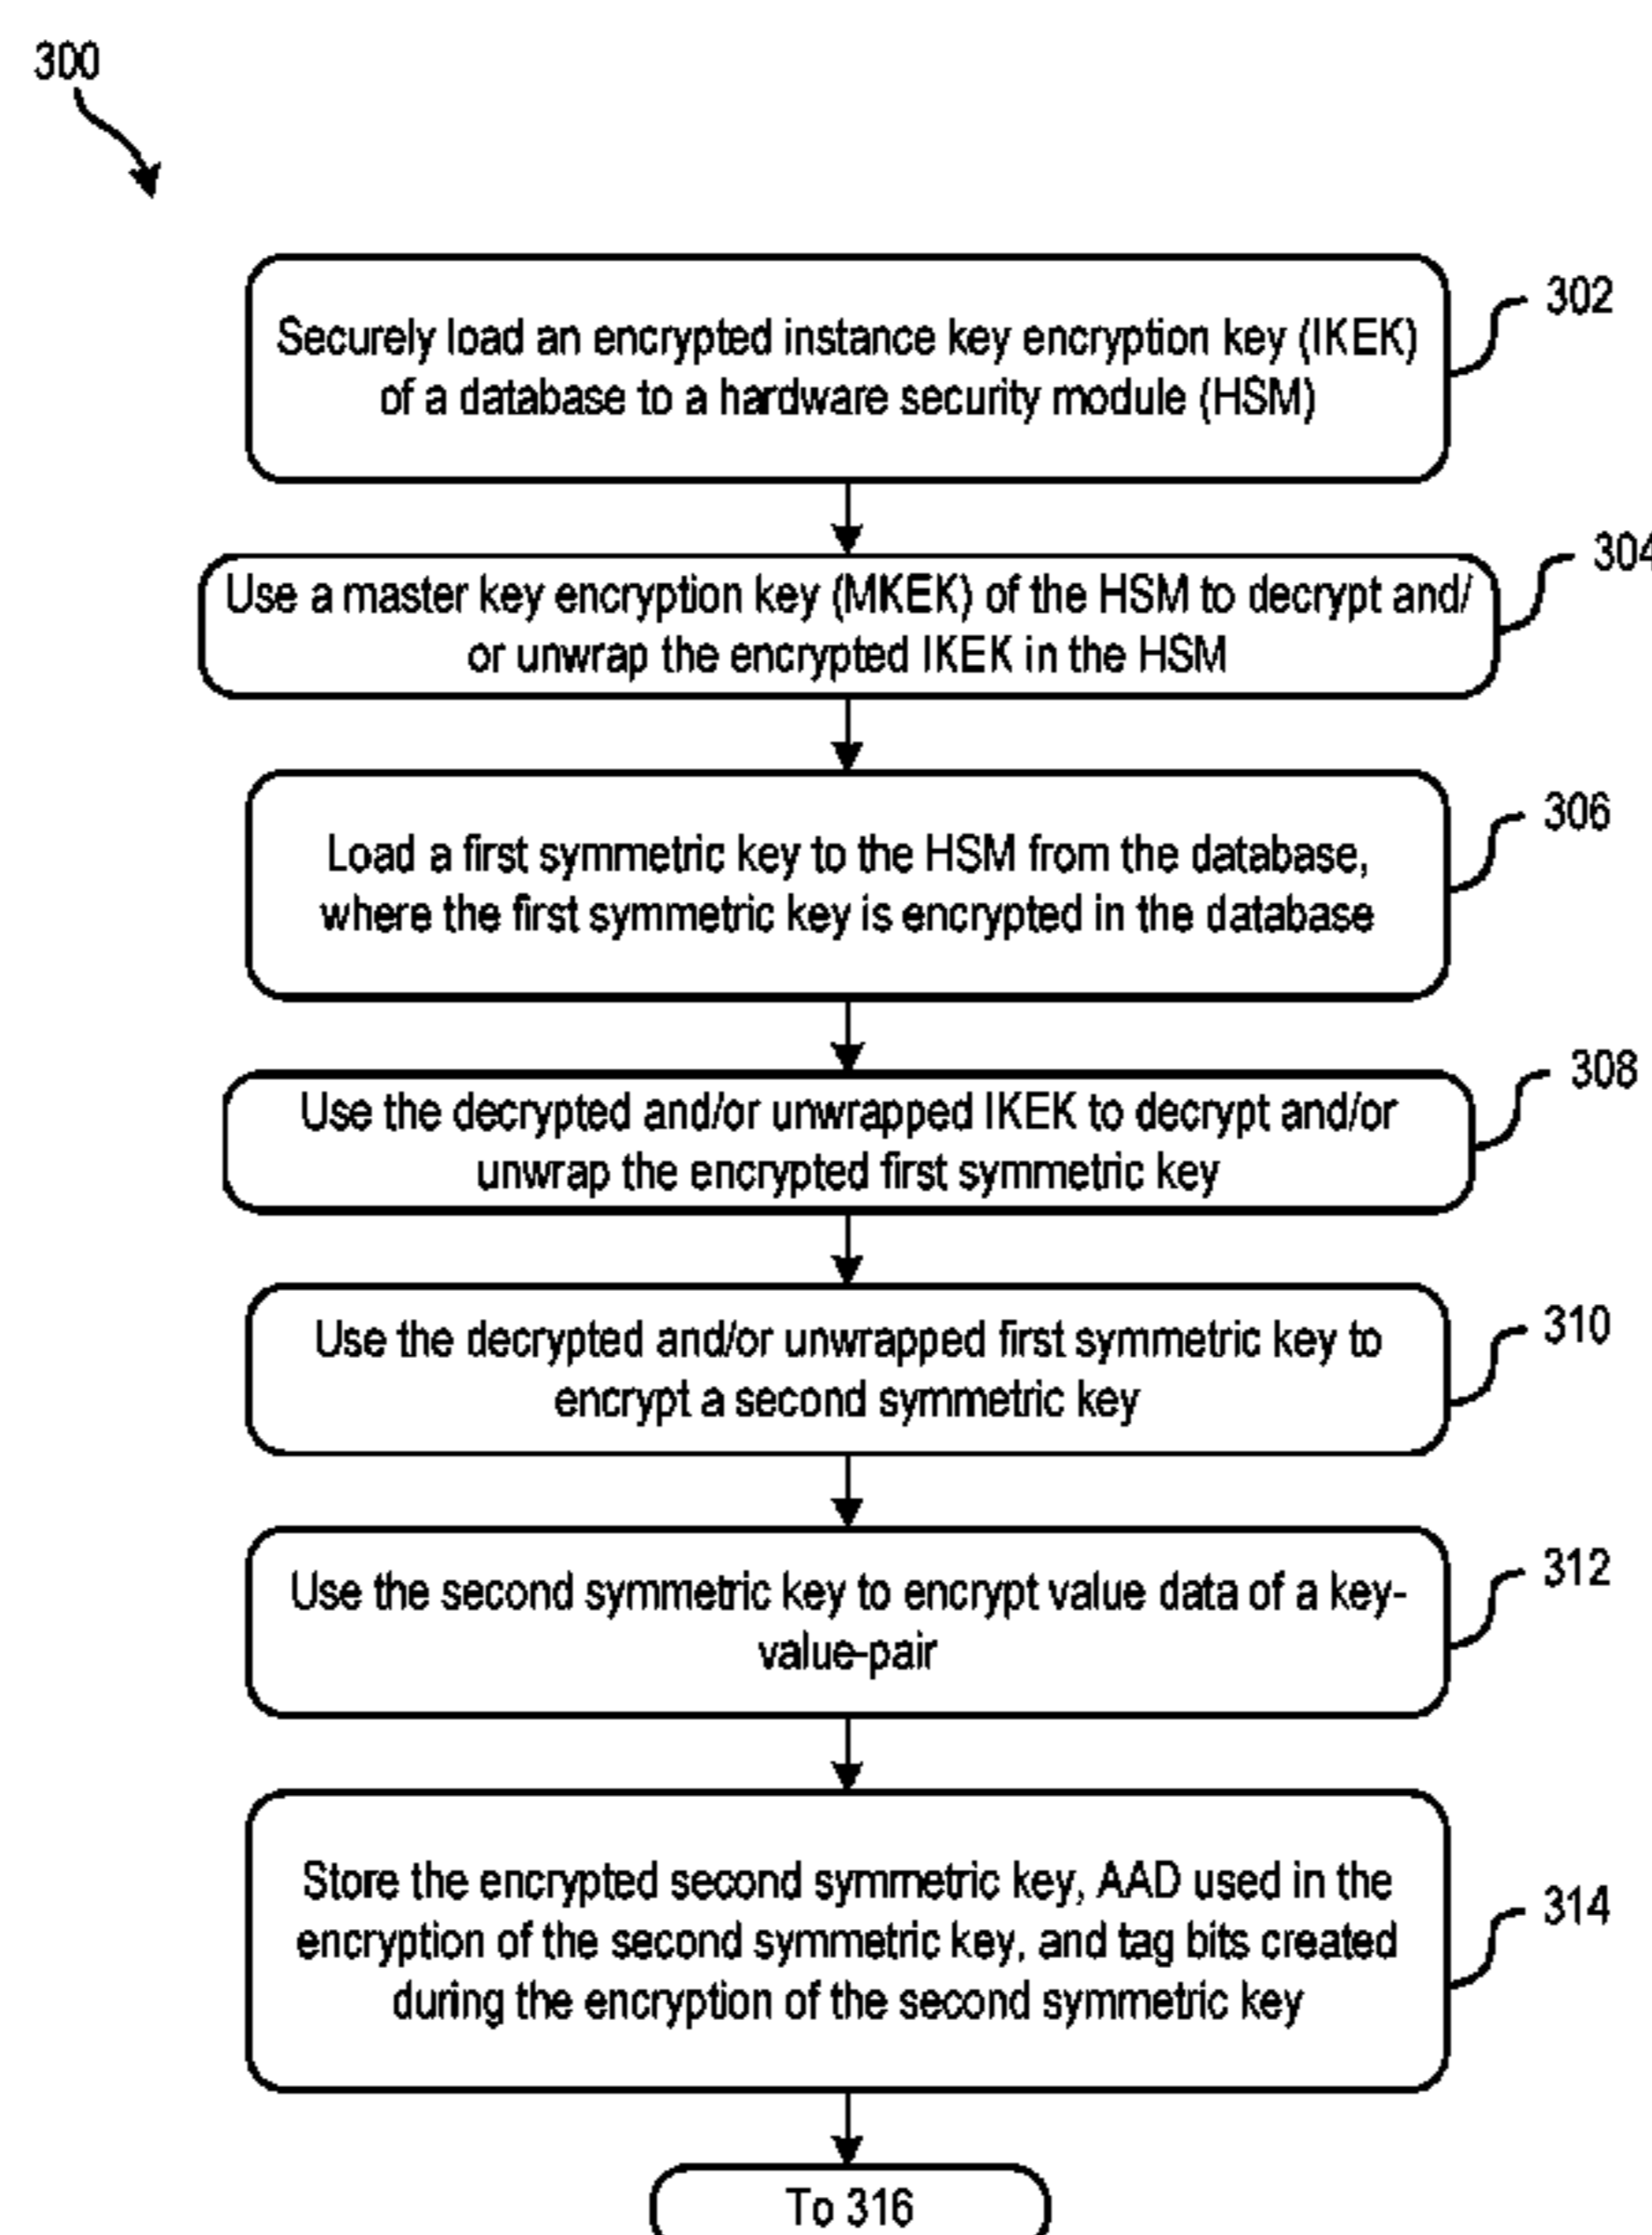 300
Securely load an encrypted instance key encryption key (IKEK)
of a database to a hardware security module (HSM)
302
Use a master key encryption key (MKEK) of the HSM to decrypt and/
or unwrap the encrypted IKEK in the HSM
304
Load a first symmetric key to the HSM from the database,
where the first symmetric key is encrypted in the database
306
Use the decrypted and/or unwrapped IKEK to decrypt and/or
unwrap the encrypted first symmetric key
308
Use the decrypted and/or unwrapped first symmetric key to
encrypt a second symmetric key
310
Use the second symmetric key to encrypt value data of a key-
value-pair
312
Store the encrypted second symmetric key, AAD used in the
encryption of the second symmetric key, and tag bits created
during the encryption of the second symmetric key
314
To 316